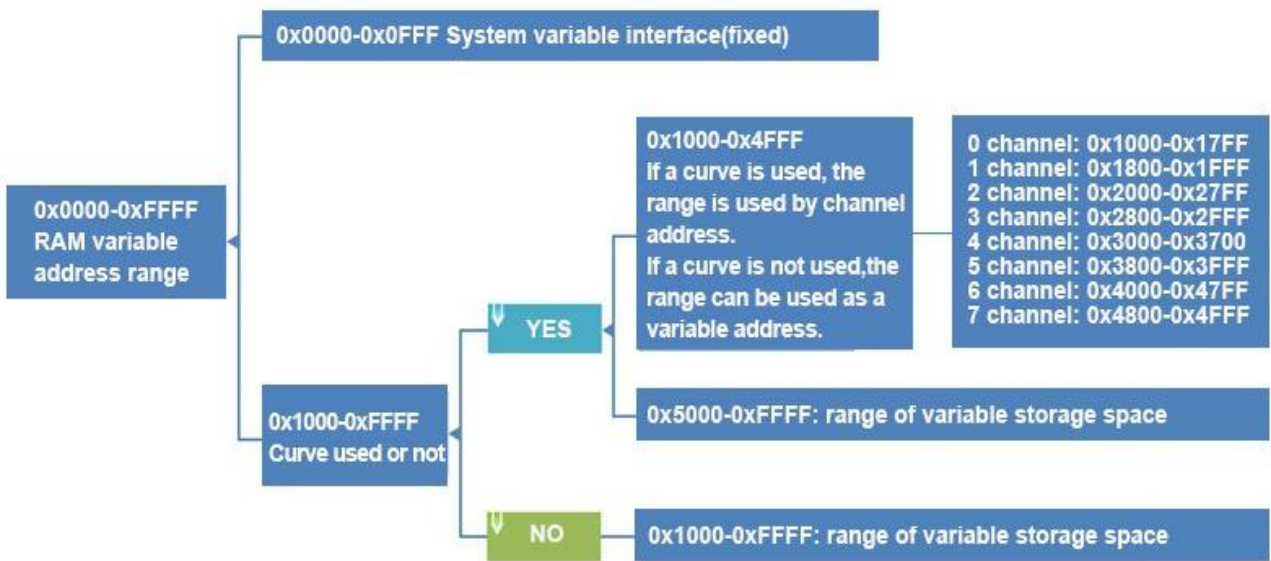 0x0000-0x0FFF System variable interface(fixed)
0x0000-0xFFFF
RAM variable
address range
0x1000-0x4FFF
If a curve is used, the
range is used by channel
address.
If a curve is not used,the
range can be used as a
variable address.
0 channel: 0x1000-0x17FF
1 channel: 0x1800-0x1FFF
2 channel: 0x2000-0x27FF
3 channel: 0x2800-0x2FFF
4 channel: 0x3000-0x3700
5 channel: 0x3800-0x3FFF
6 channel: 0x4000-0x47FF
7 channel: 0x4800-0x4FFF
YES
0x1000-0xFFFF
Curve used or not
0x5000-0xFFFF: range of variable storage space
NO
0x1000-0xFFFF: range of variable storage space